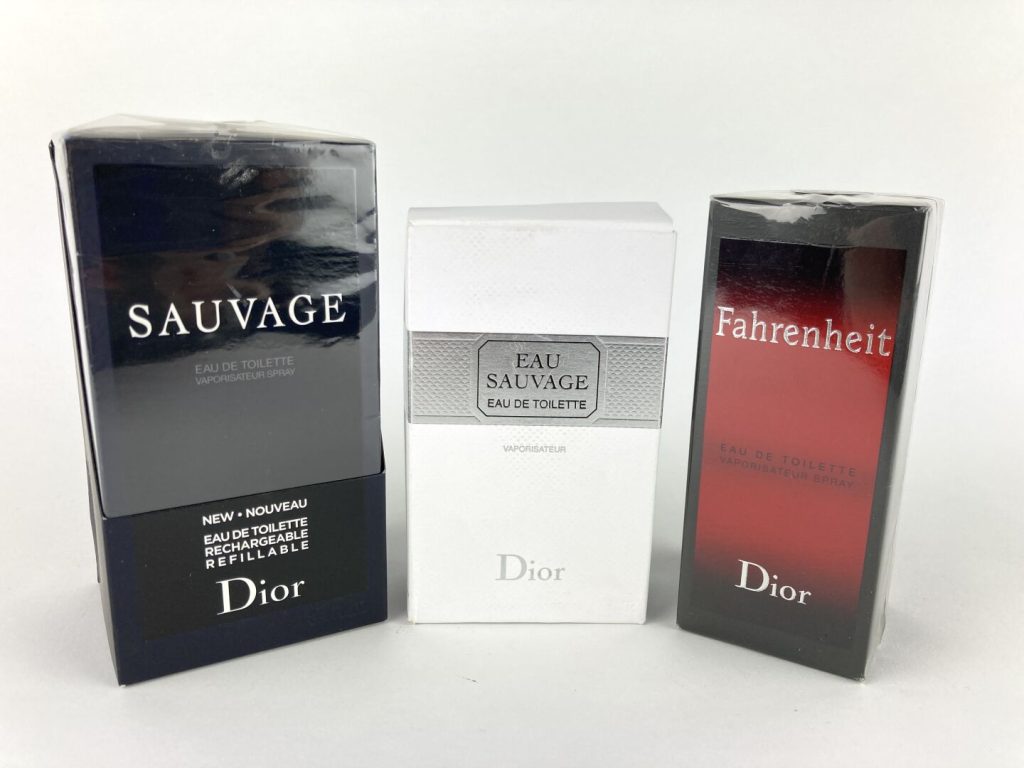 SAUVAGE
EAU DE TOILETTE
VAPORISATEUR SPRAY
NEW • NOUVEAU
EAU DE TOILETTE
RECHARGEABLE
REFILLABLE
Dior
EAU
SAUVAGE
EAU DE TOILETTE
VAPORISATEUR
Dior
Fahrenheit
EAU DE TOILETTE
VAPORISATEUR SPRAY
Dior